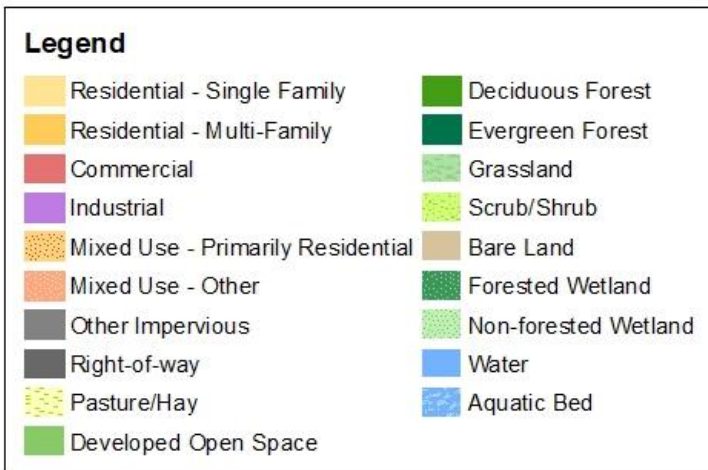 Legend
Residential - Single Family
Residential - Multi-Family
Commercial
Industrial
Mixed Use - Primarily Residential
Mixed Use - Other
Other Impervious
Right-of-way
Pasture/Hay
Developed Open Space
Deciduous Forest
Evergreen Forest
Grassland
Scrub/Shrub
Bare Land
Forested Wetland
Non-forested Wetland
Water
Aquatic Bed